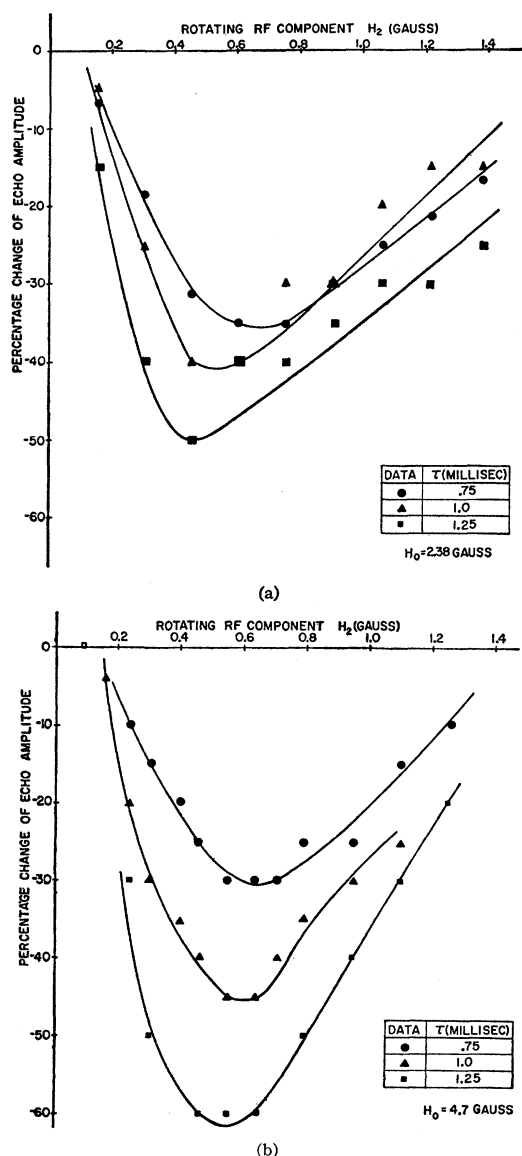 ROTATING RF COMPONENT H₂ (GAUSS)
0 0.2 0.4 0.6 0.8 1.0 1.2 1.4
-10
-20
-30
-40
-50
-60
PERCENTAGE CHANGE OF ECHO AMPLITUDE
DATA τ(MILLISEC)
.75
1.0
1.25
H₀=2.38 GAUSS
(a)
ROTATING RF COMPONENT H₂(GAUSS)
0 0.2 0.4 0.6 0.8 1.0 1.2 1.4
-10
-20
-30
-40
-50
-60
PERCENTAGE CHANGE OF ECHO AMPLITUDE
DATA τ(MILLISEC)
.75
1.0
1.25
H₀ = 4.7 GAUSS
(b)